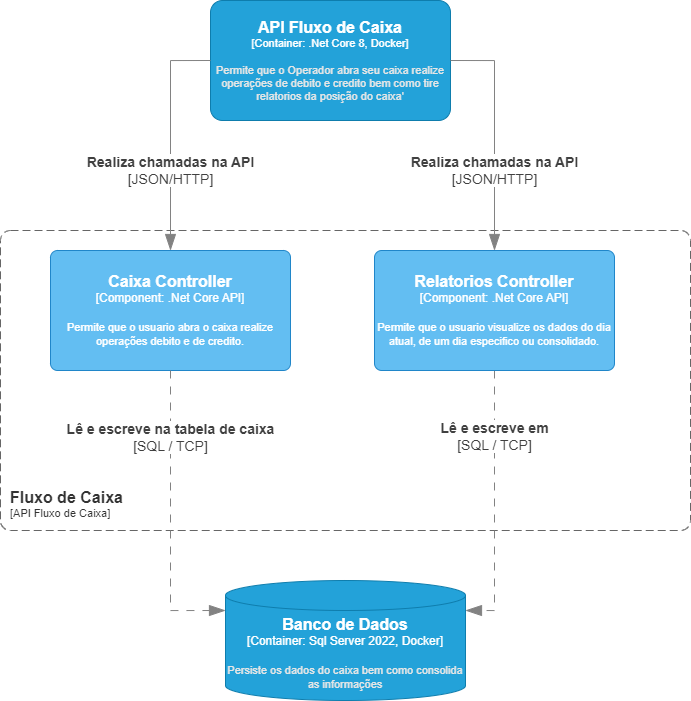 API Fluxo de Caixa
[Container: .Net Core 8, Docker]
Permite que o Operador abra seu caixa realize
operações de debito e credito bem como tire
relatorios da posição do caixa'
Realiza chamadas na API
[JSON/HTTP]
Realiza chamadas na API
[JSON/HTTP]
Caixa Controller
[Component: .Net Core API]
Permite que o usuario abra o caixa realize
operações debito e de credito.
Relatorios Controller
[Component: .Net Core API]
Permite que o usuario visualize os dados do dia
atual, de um dia especifico ou consolidado.
Lê e escreve na tabela de caixa
[SQL / TCP]
Lê e escreve em
[SQL / TCP]
Fluxo de Caixa
[API Fluxo de Caixa]
Banco de Dados
[Container: Sql Server 2022, Docker]
Persiste os dados do caixa bem como consolida
as informações